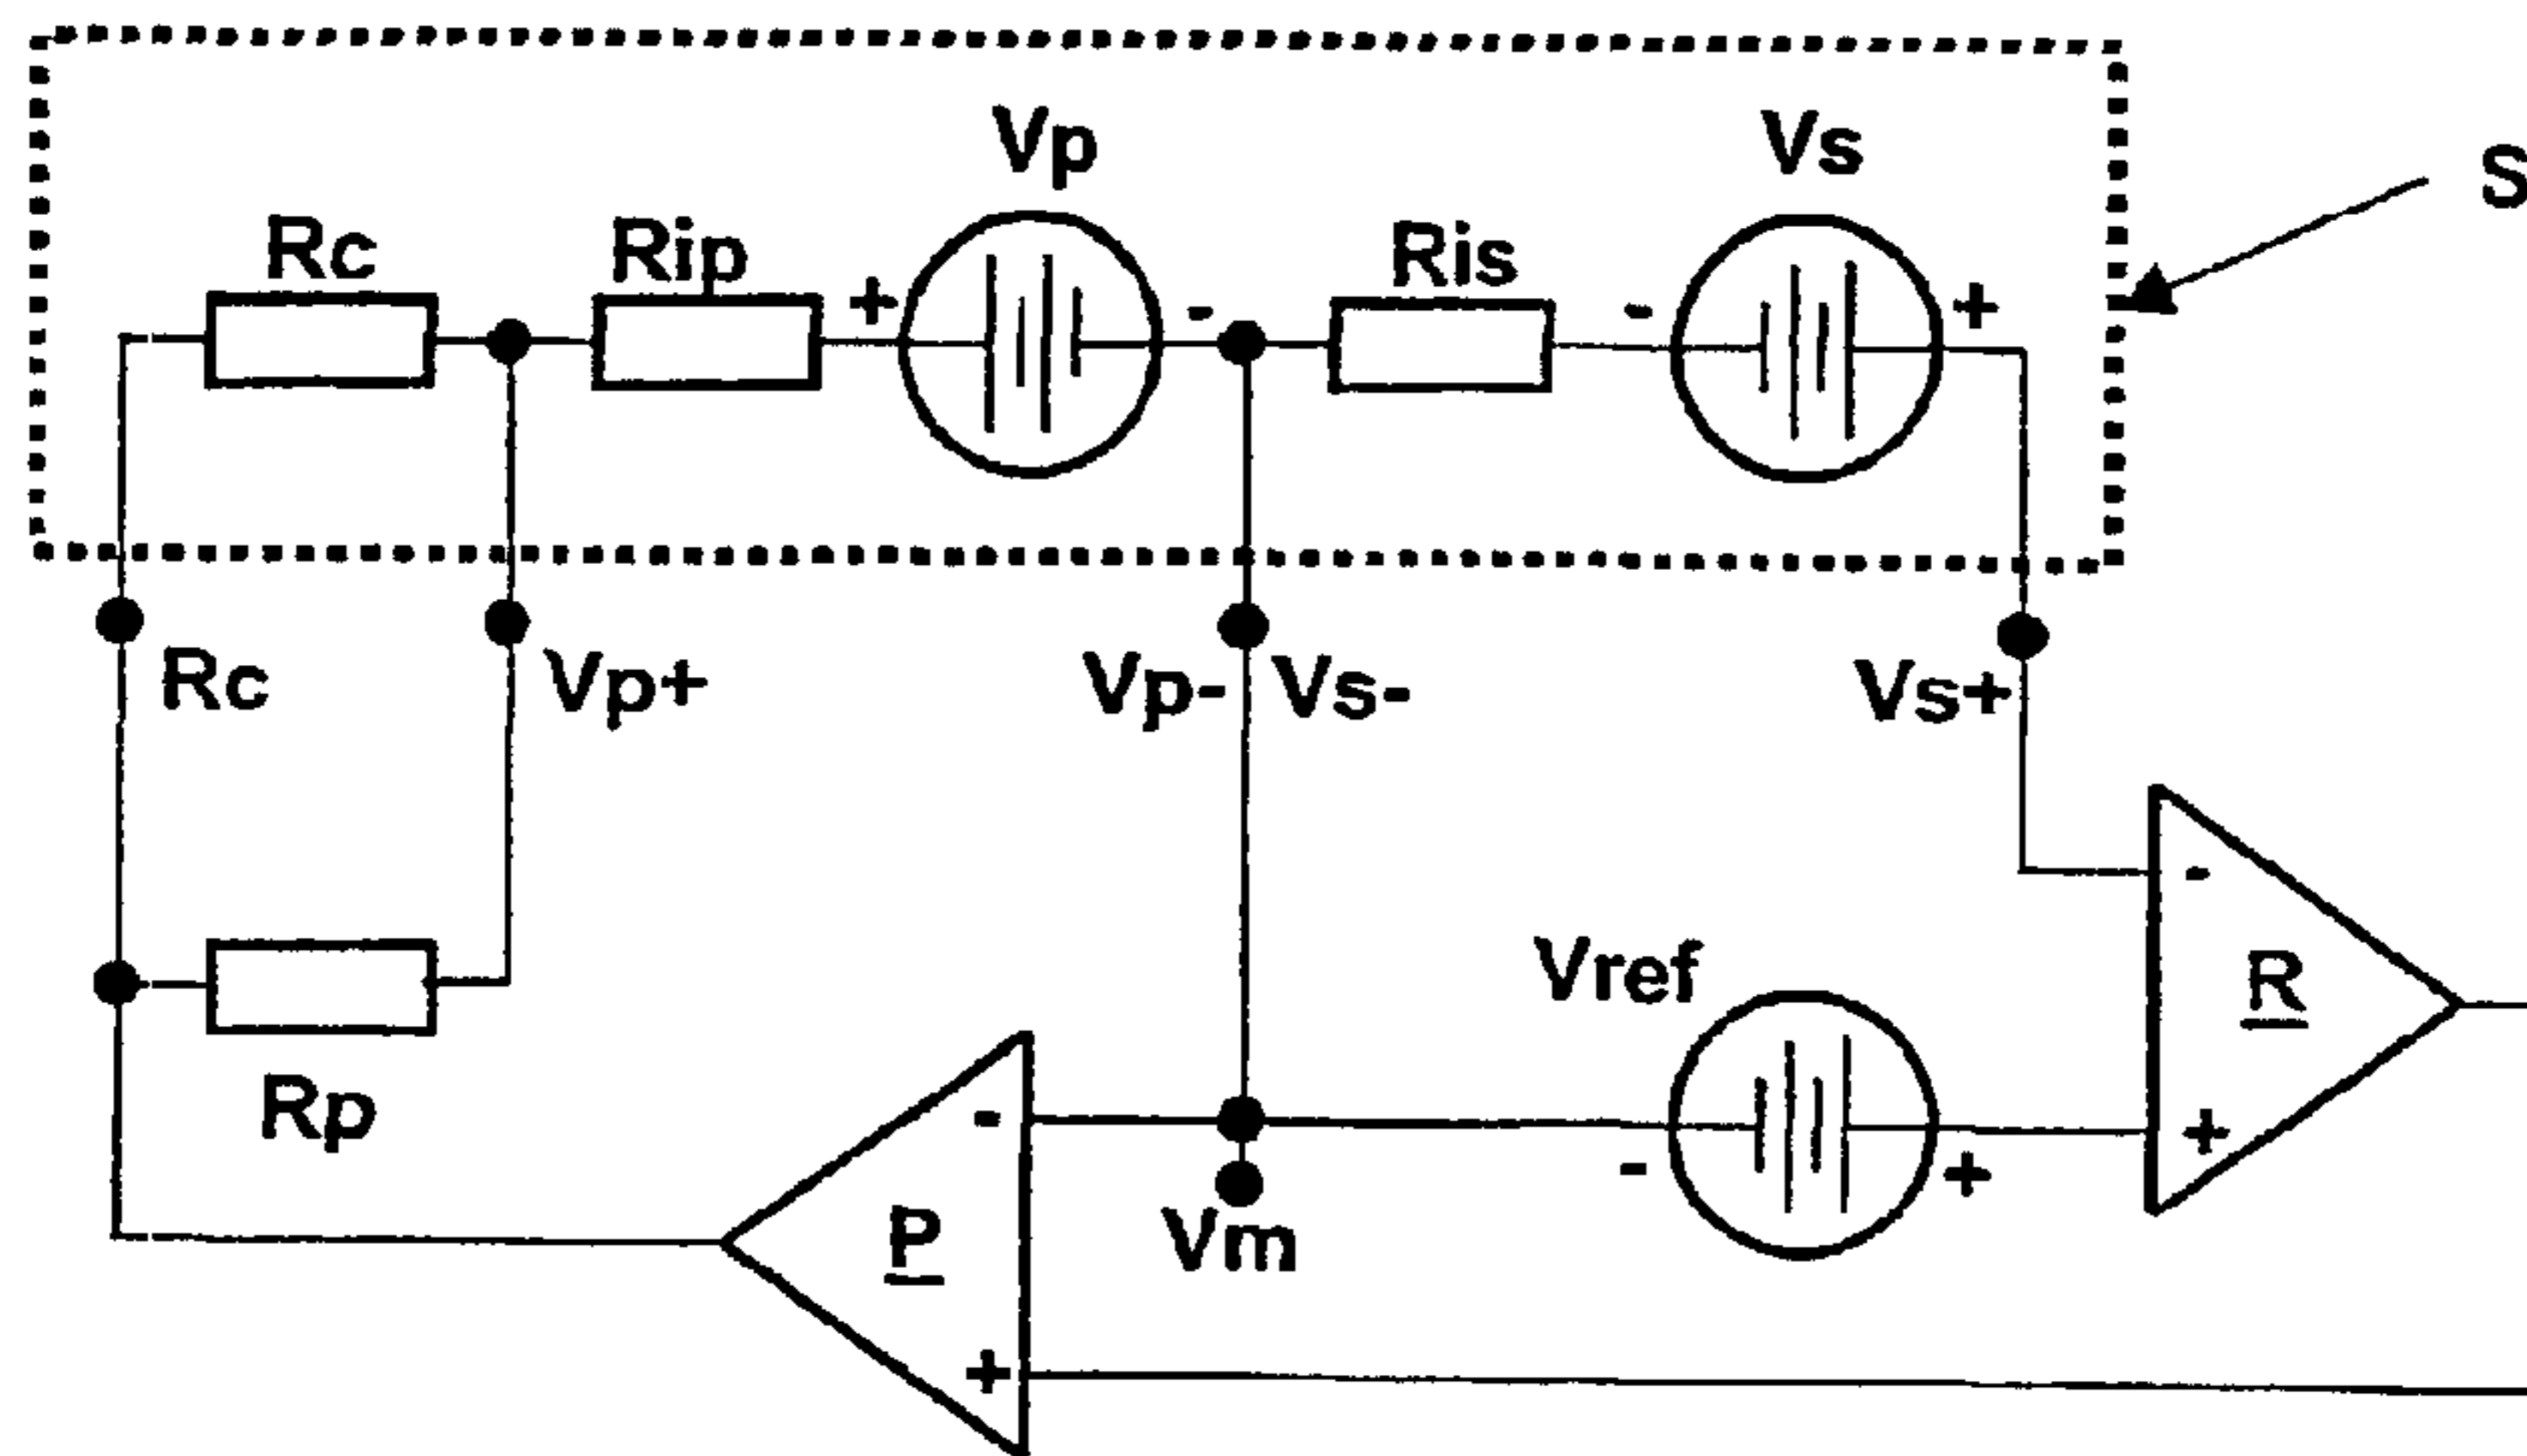 Vp Vs
S
Rc Rip + - Ris - +
Rc Vp+ Vp- Vs- Vs+
-
Vref R
Rp - - + +
P Vm
+